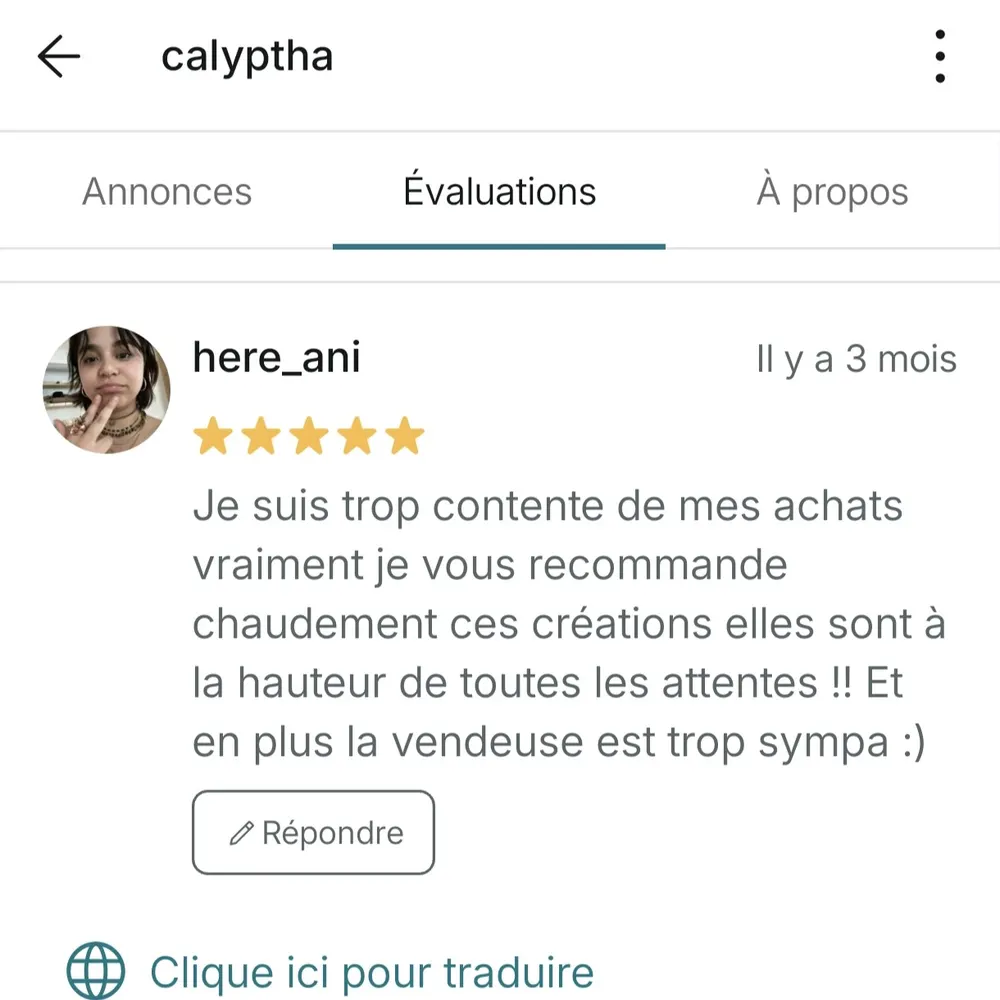 calyptha
Annonces
Évaluations
À propos
here_ani
Il y a 3 mois
Je suis trop contente de mes achats
vraiment je vous recommande
chaudement ces créations elles sont à
la hauteur de toutes les attentes !! Et
en plus la vendeuse est trop sympa :)
Répondre
Clique ici pour traduire